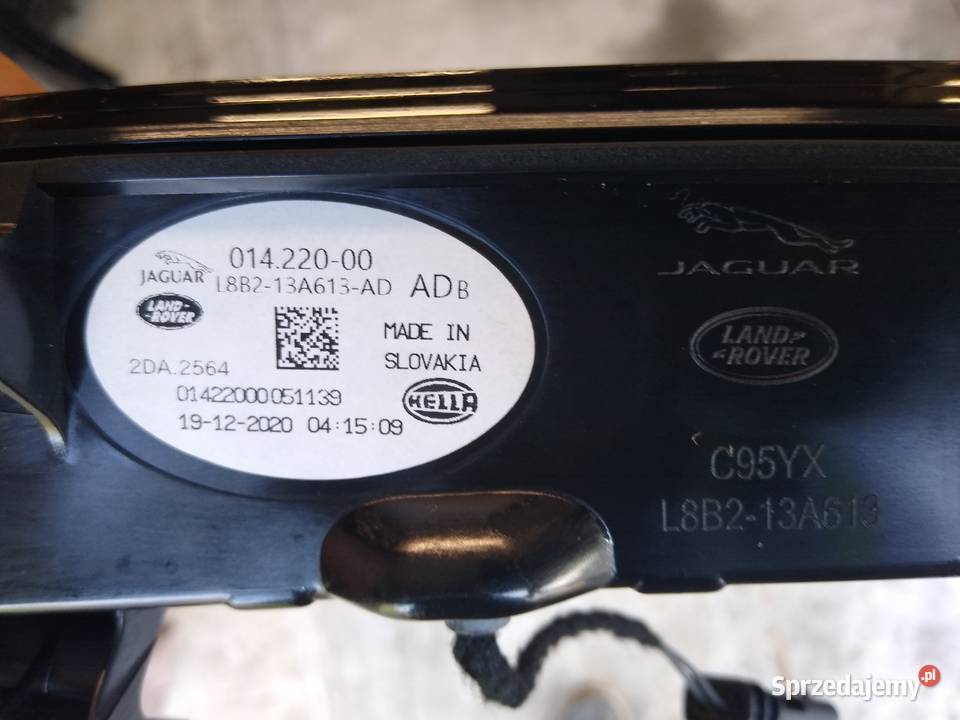 014.220-00
JAGUAR
L8B2-13A613-AD ADB
LAND-
-ROVER
MADE IN
SLOVAKIA
2DA.2564
01422000051139
HELLA
19-12-2020 04:15:09
JAGUAR
LAND-
-ROVER
C95YX
L8B2-13A613
Sprzedajemy.pl